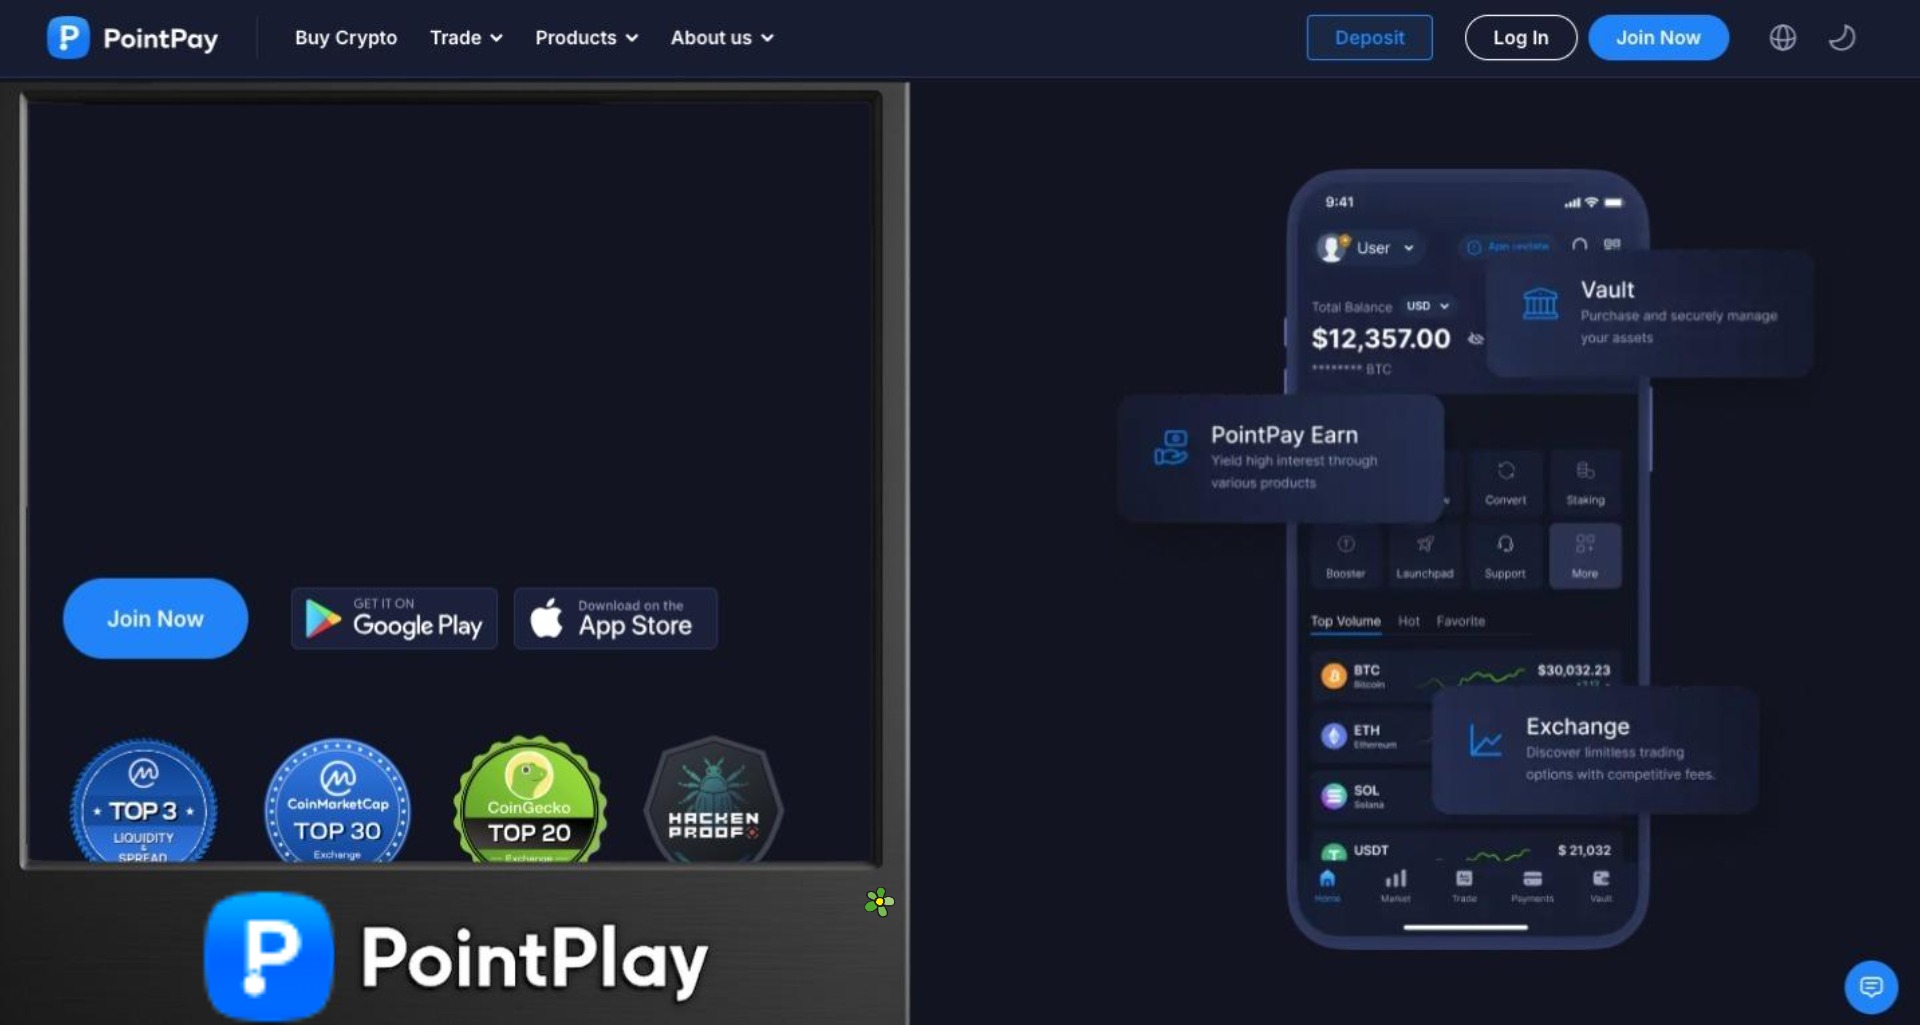 PointPay
Buy Crypto
Trade
Products
About us
Deposit
Log In
Join Now
Join Now
GET IT ON
Google Play
Download on the
App Store
TOP 3
LIQUIDITY
&
SPREAD
CoinMarketCap
TOP 30
Exchange
CoinGecko
TOP 20
Exchange
HACKEN
PROOF
PointPlay
9:41
User
App update
Total Balance
USD
$12,357.00
******** BTC
Vault
Purchase and securely manage
your assets
PointPay Earn
Yield high interest through
various products
Convert
Staking
Booster
Launchpad
Support
More
Top Volume
Hot
Favorite
BTC
Bitcoin
$30,032.23
ETH
Ethereum
Exchange
Discover limitless trading
options with competitive fees.
SOL
Solana
USDT
$ 21,032
Home
Market
Trade
Payments
Vault